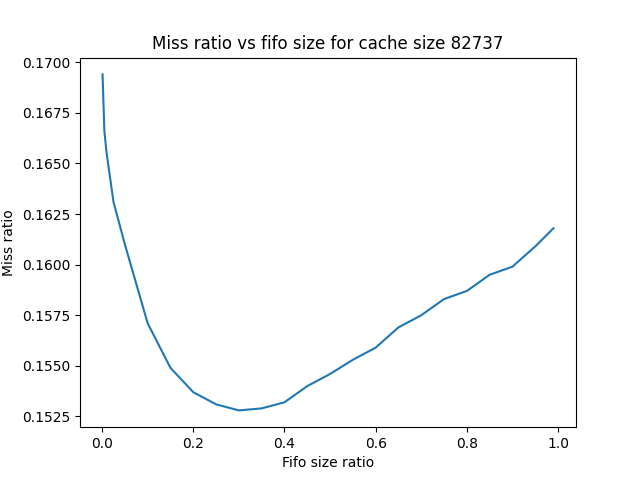 Miss ratio vs fifo size for cache size 82737
0.1700
0.1675
0.1650
0.1625
0.1600
0.1575
0.1550
0.1525
Miss ratio
0.0 0.2 0.4 0.6 0.8 1.0
Fifo size ratio